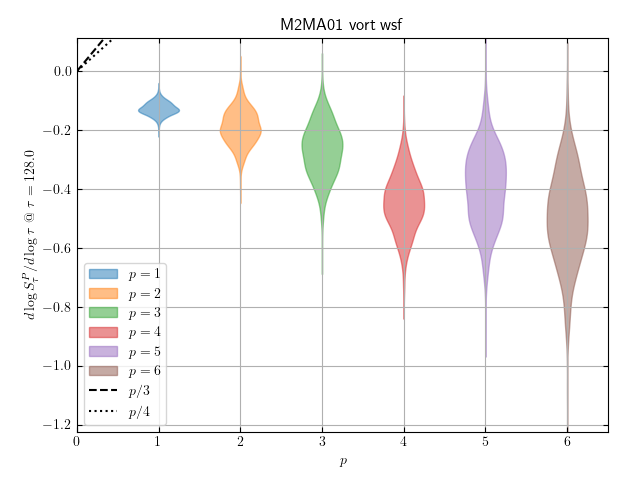 M2MA01 vort wsf
d log S_τ^P / d log τ @ τ = 128.0
0.0
−0.2
−0.4
−0.6
−0.8
−1.0
−1.2
p = 1
p = 2
p = 3
p = 4
p = 5
p = 6
p/3
p/4
0 1 2 3 4 5 6
p